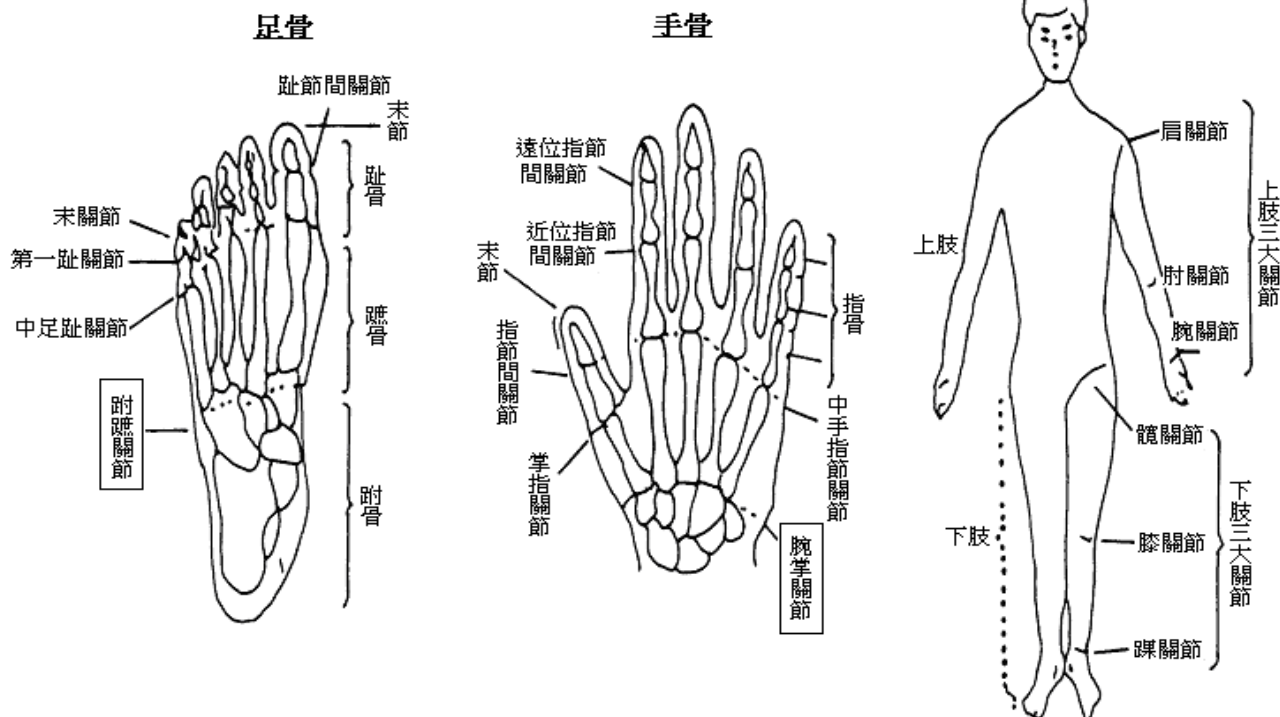 足骨
趾節間關節
末節
趾骨
末關節
第一趾關節
中足趾關節
蹠骨
跗蹠關節
跗骨
手骨
遠位指節
間關節
近位指節
間關節
末節
指節間關節
掌指關節
指骨
中手指節關節
腕掌關節
肩關節
上肢三大關節
上肢
肘關節
腕關節
髖關節
下肢三大關節
下肢
膝關節
踝關節